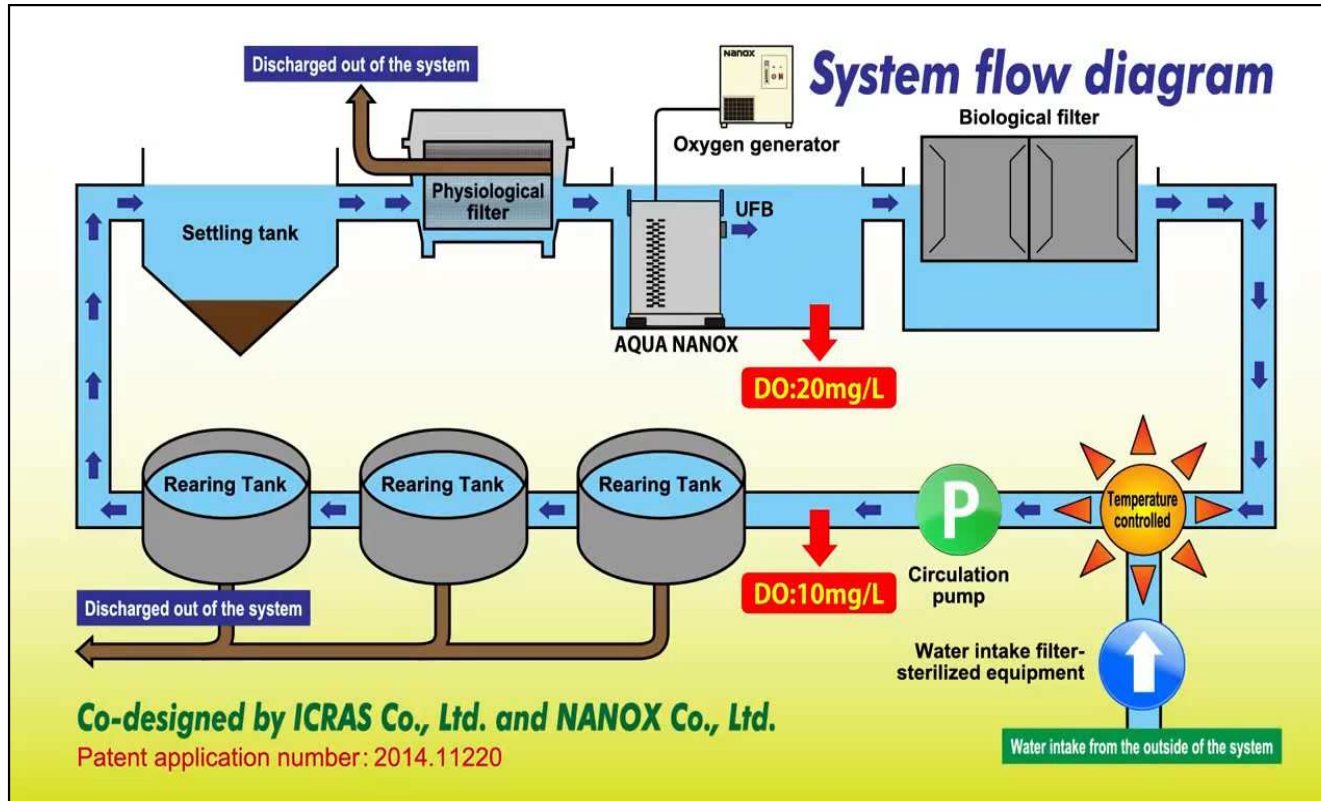 System flow diagram
Discharged out of the system
NANOX
Oxygen generator
Biological filter
Physiological
filter
Settling tank
UFB
AQUA NANOX
DO:20mg/L
Rearing Tank
Rearing Tank
Rearing Tank
P
Temperature
controlled
Circulation
pump
DO:10mg/L
Discharged out of the system
Water intake filter-
sterilized equipment
Water intake from the outside of the system
Co-designed by ICRAS Co., Ltd. and NANOX Co., Ltd.
Patent application number: 2014.11220